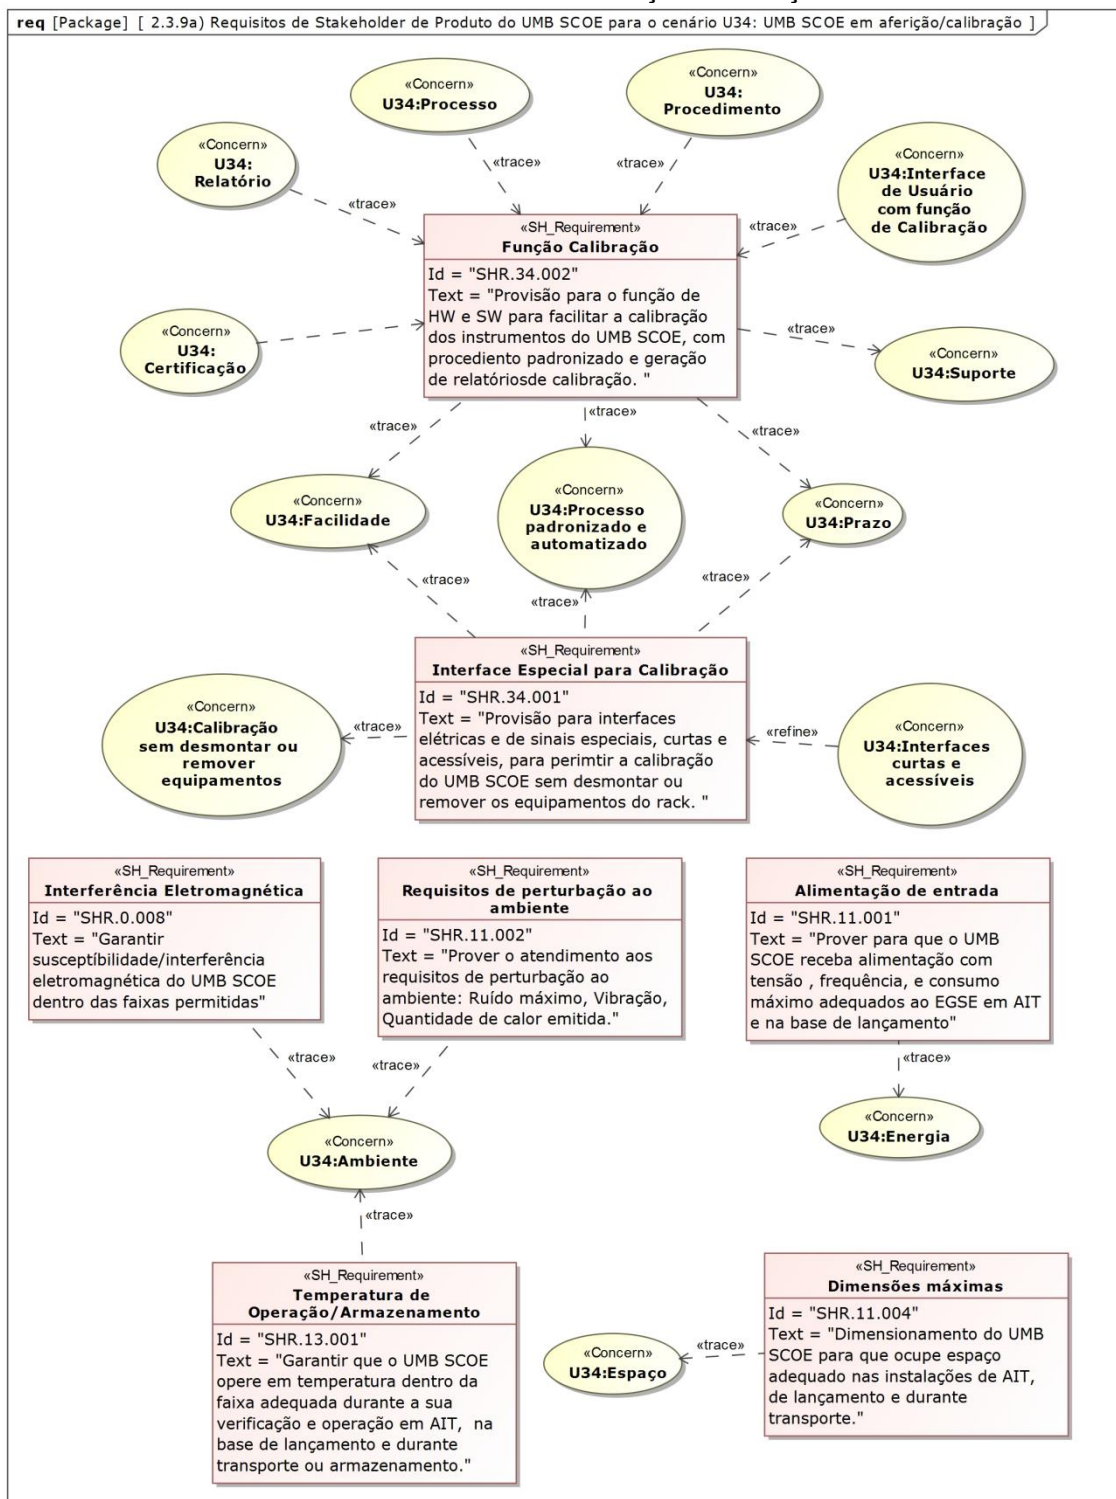 req [Package] [ 2.3.9a) Requisitos de Stakeholder de Produto do UMB SCOE para o cenário U34: UMB SCOE em aferição/calibração ]
«Concern»
U34:Processo
«Concern»
U34:
Procedimento
«Concern»
U34:
Relatório
«Concern»
U34:Interface
de Usuário
com função
de Calibração
«trace»
«trace»
«trace»
«trace»
«SH_Requirement»
Função Calibração
Id = "SHR.34.002"
Text = "Provisão para o função de
HW e SW para facilitar a calibração
dos instrumentos do UMB SCOE, com
procediento padronizado e geração
de relatóriosde calibração. "
«Concern»
U34:
Certificação
«trace»
«trace»
«Concern»
U34:Suporte
«trace»
«trace»
«trace»
«Concern»
U34:Facilidade
«Concern»
U34:Processo
padronizado e
automatizado
«Concern»
U34:Prazo
«trace»
«trace»
«trace»
«SH_Requirement»
Interface Especial para Calibração
Id = "SHR.34.001"
Text = "Provisão para interfaces
elétricas e de sinais especiais, curtas e
acessíveis, para perimtir a calibração
do UMB SCOE sem desmontar ou
remover os equipamentos do rack. "
«Concern»
U34:Calibração
sem desmontar ou
remover
equipamentos
«trace»
«refine»
«Concern»
U34:Interfaces
curtas e
acessíveis
«SH_Requirement»
Interferência Eletromagnética
Id = "SHR.0.008"
Text = "Garantir
susceptíbilidade/interferência
eletromagnética do UMB SCOE
dentro das faixas permitidas"
«SH_Requirement»
Requisitos de perturbação ao
ambiente
Id = "SHR.11.002"
Text = "Prover o atendimento aos
requisitos de perturbação ao
ambiente: Ruído máximo, Vibração,
Quantidade de calor emitida."
«SH_Requirement»
Alimentação de entrada
Id = "SHR.11.001"
Text = "Prover para que o UMB
SCOE receba alimentação com
tensão , frequência, e consumo
máximo adequados ao EGSE em AIT
e na base de lançamento"
«trace»
«trace»
«trace»
«Concern»
U34:Ambiente
«Concern»
U34:Energia
«trace»
«SH_Requirement»
Temperatura de
Operação/Armazenamento
Id = "SHR.13.001"
Text = "Garantir que o UMB SCOE
opere em temperatura dentro da
faixa adequada durante a sua
verificação e operação em AIT, na
base de lançamento e durante
transporte ou armazenamento."
«Concern»
U34:Espaço
«trace»
«SH_Requirement»
Dimensões máximas
Id = "SHR.11.004"
Text = "Dimensionamento do UMB
SCOE para que ocupe espaço
adequado nas instalações de AIT,
de lançamento e durante
transporte."